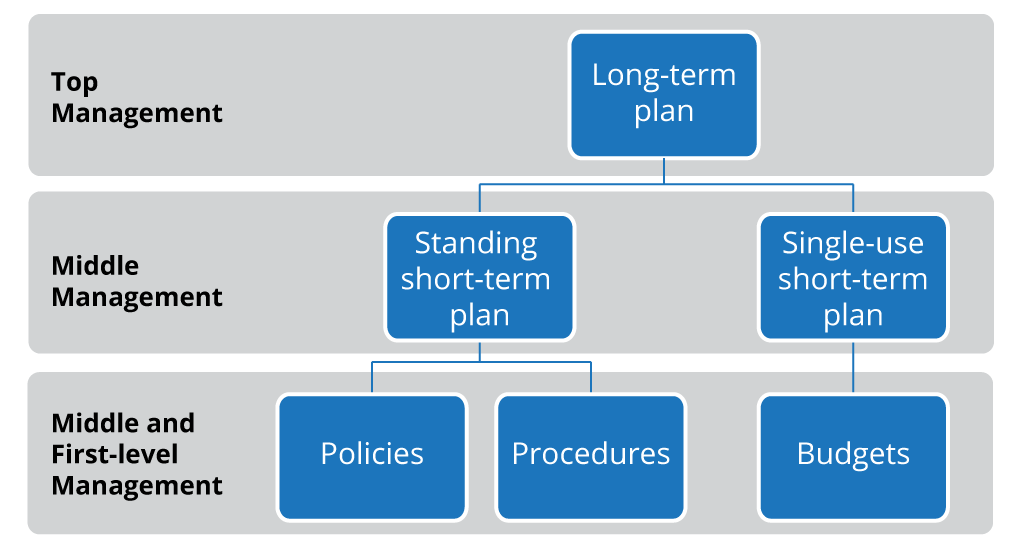 Top
Management
Long-term
plan
Middle
Management
Standing
short-term
plan
Single-use
short-term
plan
Middle and
First-level
Management
Policies
Procedures
Budgets